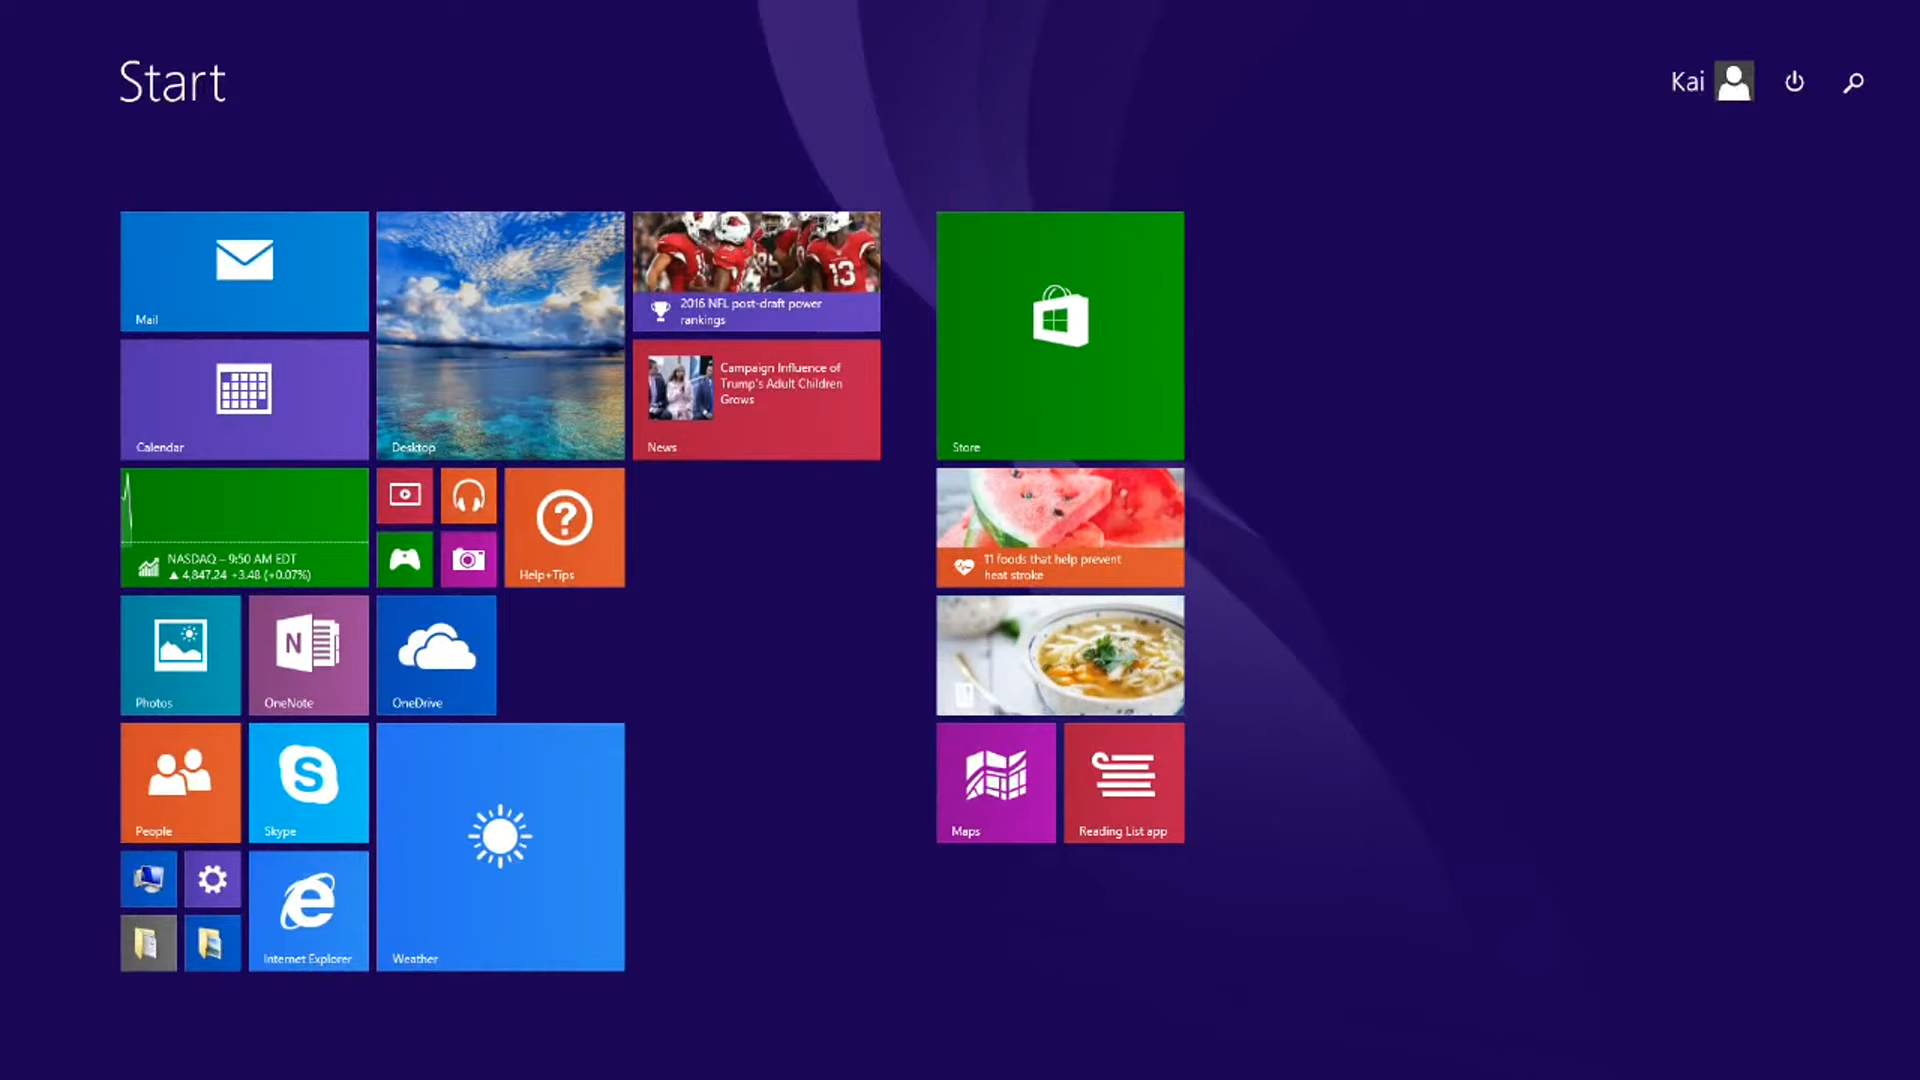 Start
Kai
Mail
Calendar
Desktop
13
2016 NFL post-draft power
rankings
Campaign Influence of
Trump's Adult Children
Grows
News
Store
NASDAQ – 9:50 AM EDT
▲ 4,847.24 +3.48 (+0.07%)
Help+Tips
11 foods that help prevent
heat stroke
Photos
OneNote
OneDrive
People
Skype
Weather
Maps
Reading List app
Internet Explorer